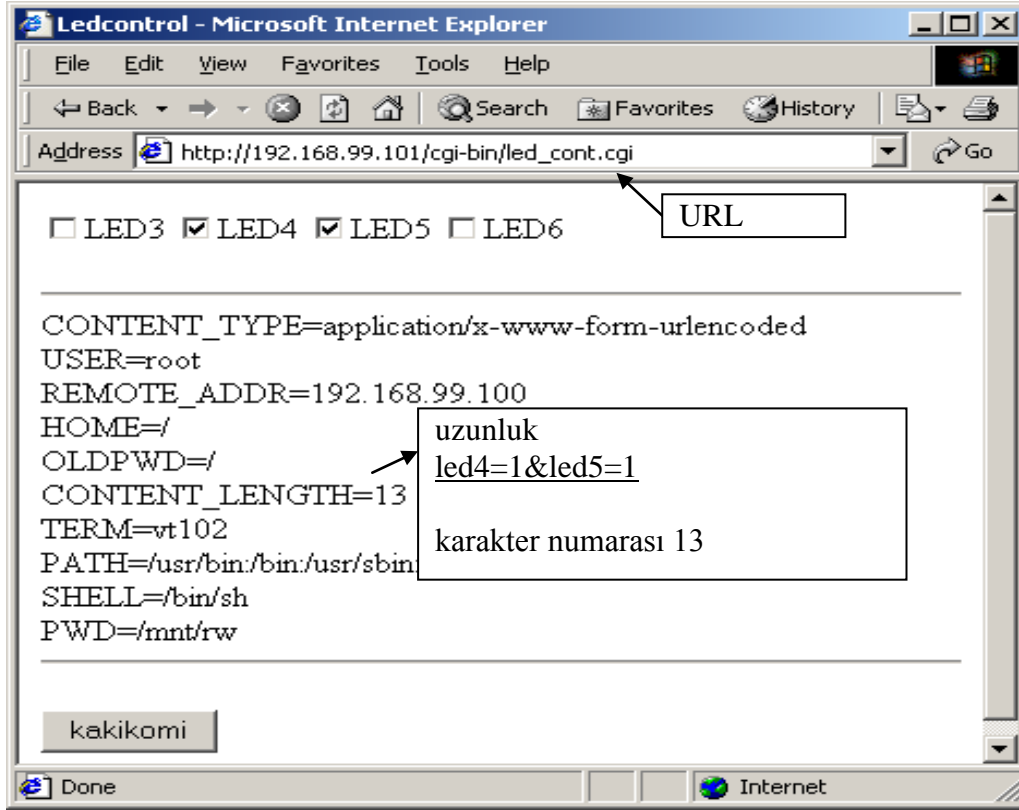 Ledcontrol - Microsoft Internet Explorer
File Edit View Favorites Tools Help
Back Search Favorites History
Address http://192.168.99.101/cgi-bin/led_cont.cgi Go
URL
LED3 LED4 LED5 LED6
CONTENT_TYPE=application/x-www-form-urlencoded
USER=root
REMOTE_ADDR=192.168.99.100
HOME=/
OLDPWD=/
CONTENT_LENGTH=13
TERM=vt102
PATH=/usr/bin:/bin:/usr/sbin
SHELL=/bin/sh
PWD=/mnt/rw
uzunluk
led4=1&led5=1
karakter numarası 13
kakikomi
Done Internet